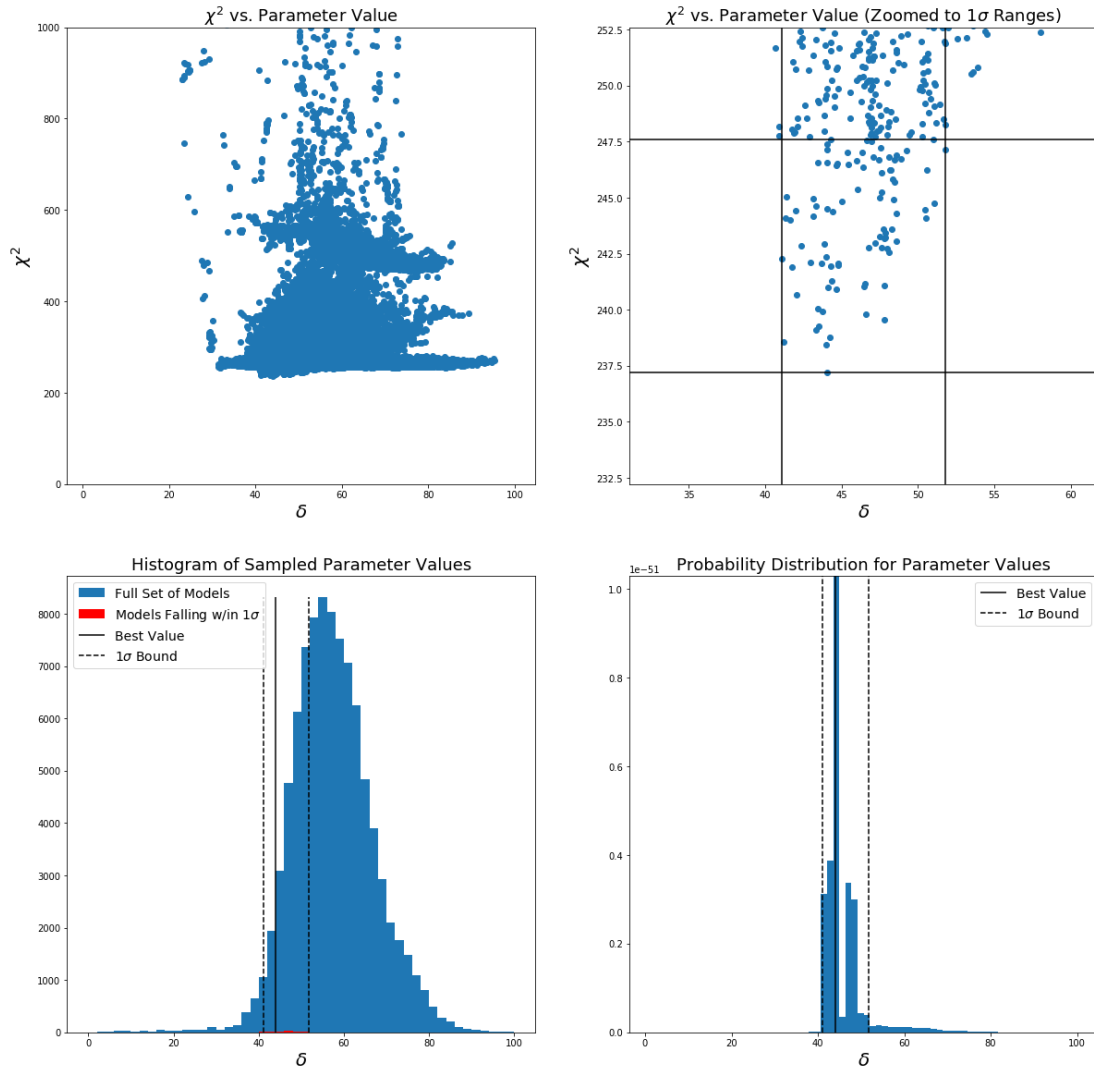 χ² vs. Parameter Value
1000
800
600
400
200
0
χ²
0 20 40 60 80 100
δ
χ² vs. Parameter Value (Zoomed to 1σ Ranges)
252.5
250.0
247.5
245.0
242.5
240.0
237.5
235.0
232.5
χ²
35 40 45 50 55 60
δ
Histogram of Sampled Parameter Values
Full Set of Models
Models Falling w/in 1σ
Best Value
1σ Bound
8000
7000
6000
5000
4000
3000
2000
1000
0
0 20 40 60 80 100
δ
Probability Distribution for Parameter Values
1e−51
Best Value
1σ Bound
1.0
0.8
0.6
0.4
0.2
0.0
0 20 40 60 80 100
δ